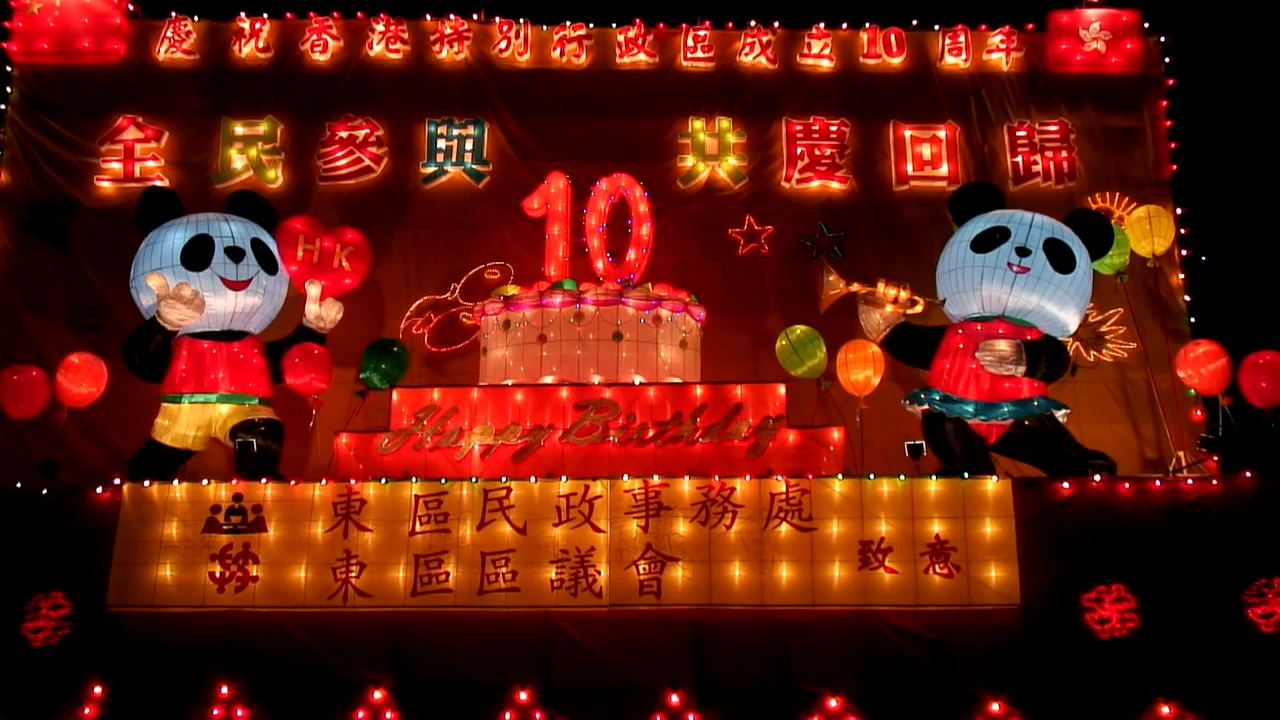 慶祝香港特別行政區成立10周年
全民參與 共慶回歸
10
HK
Happy Birthday
東區民政事務處
東區區議會
致意